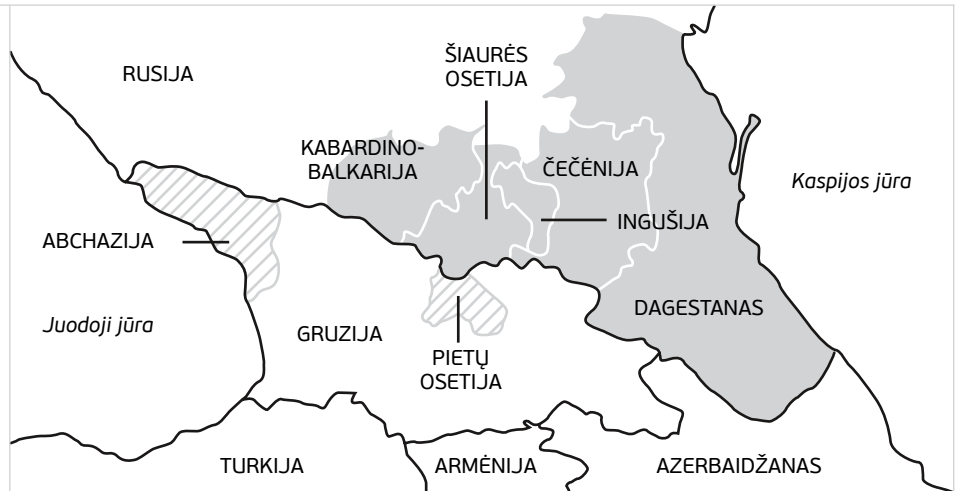 RUSIJA
ŠIAURĖS
OSETIJA
KABARDINO-
BALKARIJA
ČEČĖNIJA
Kaspijos jūra
INGUŠIJA
ABCHAZIJA
DAGESTANAS
Juodoji jūra
GRUZIJA
PIETŲ
OSETIJA
TURKIJA
ARMĖNIJA
AZERBAIDŽANAS